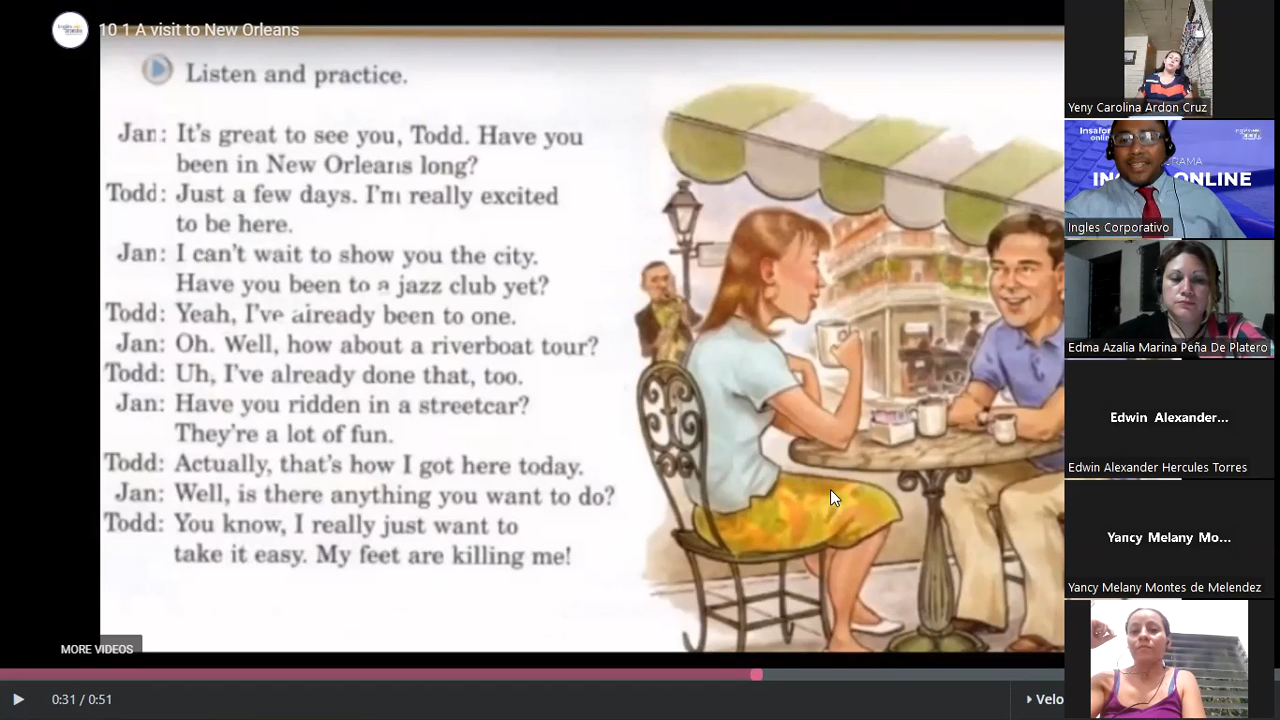 10 1 A visit to New Orleans
Listen and practice.
Jan: It's great to see you, Todd. Have you
been in New Orleans long?
Todd: Just a few days. I'm really excited
to be here.
Jan: I can't wait to show you the city.
Have you been to a jazz club yet?
Todd: Yeah, I've already been to one.
Jan: Oh. Well, how about a riverboat tour?
Todd: Uh, I've already done that, too.
Jan: Have you ridden in a streetcar?
They're a lot of fun.
Todd: Actually, that's how I got here today.
Jan: Well, is there anything you want to do?
Todd: You know, I really just want to
take it easy. My feet are killing me!
MORE VIDEOS
0:31 / 0:51
Velo
Yeny Carolina Ardon Cruz
Insafo
online
RAMA
IN ONLINE
Ingles Corporativo
Edma Azalia Marina Peña De Platero
Edwin Alexander...
Edwin Alexander Hercules Torres
Yancy Melany Mo...
Yancy Melany Montes de Melendez